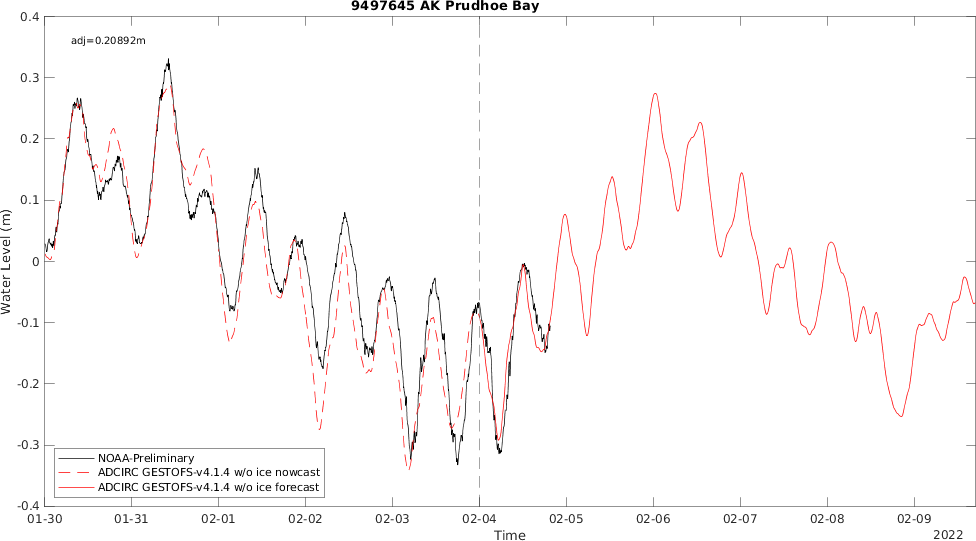 9497645 AK Prudhoe Bay
adj=0.20892m
0.4
0.3
0.2
0.1
0
-0.1
-0.2
-0.3
-0.4
Water Level (m)
NOAA-Preliminary
ADCIRC GESTOFS-v4.1.4 w/o ice nowcast
ADCIRC GESTOFS-v4.1.4 w/o ice forecast
01-30 01-31 02-01 02-02 02-03 02-04 02-05 02-06 02-07 02-08 02-09
Time
2022